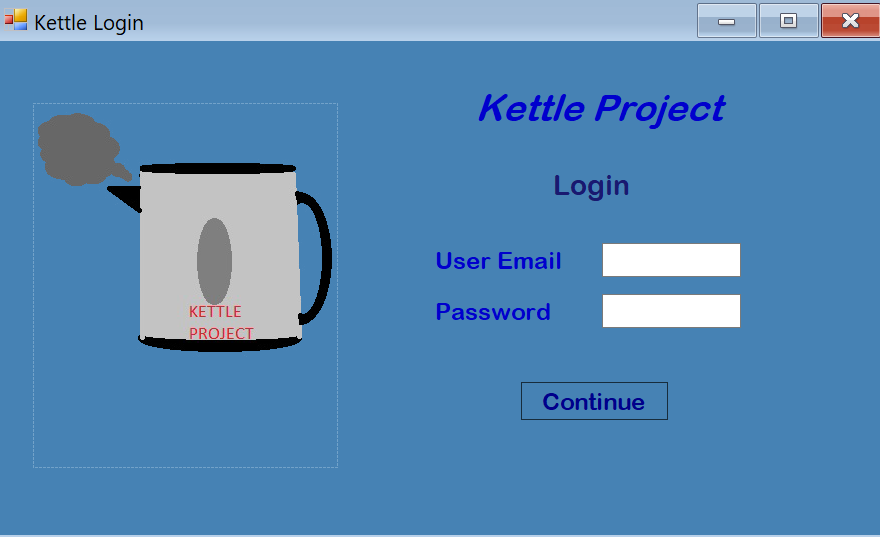 Kettle Login
Kettle Project
Login
User Email
Password
Continue
KETTLE
PROJECT